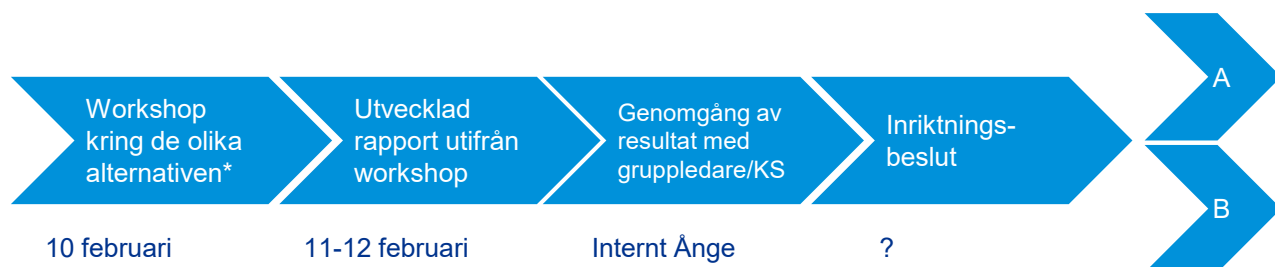 Workshop
kring de olika
alternativen*
Utvecklad
rapport utifrån
workshop
Genomgång av
resultat med
gruppledare/KS
Inriktnings-
beslut
A
B
10 februari
11-12 februari
Internt Ånge
?